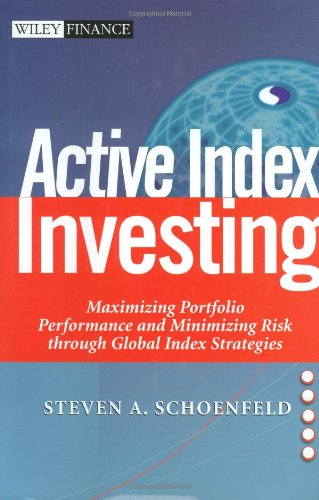 WILEY FINANCE
Active Index
Investing
Maximizing Portfolio
Performance and Minimizing Risk
through Global Index Strategies
STEVEN A. SCHOENFELD